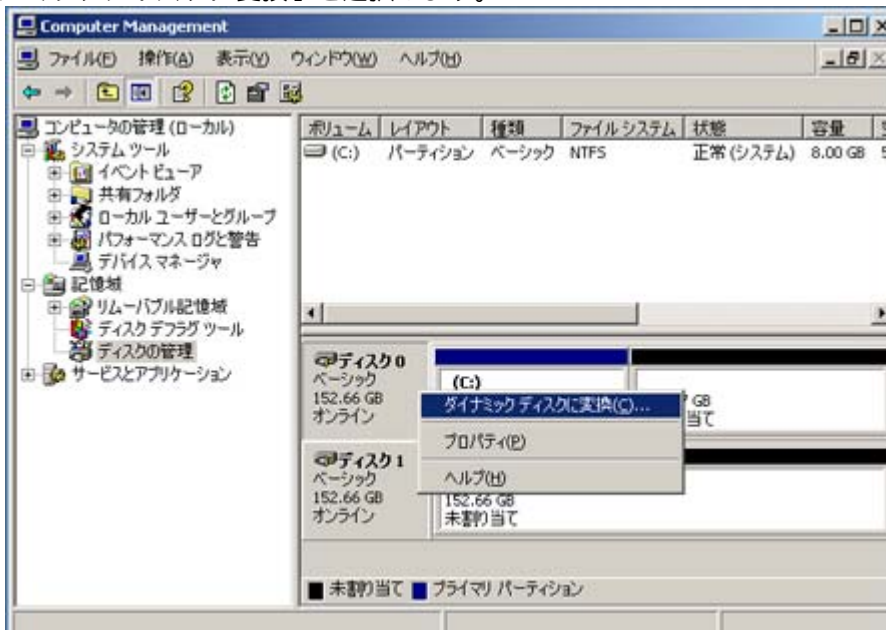 Computer Management
ファイル(F) 操作(A) 表示(V) ウィンドウ(W) ヘルプ(H)
コンピュータの管理 (ローカル)
システム ツール
イベント ビューア
共有フォルダ
ローカル ユーザーとグループ
パフォーマンス ログと警告
デバイス マネージャ
記憶域
リムーバブル記憶域
ディスク デフラグ ツール
ディスクの管理
サービスとアプリケーション
ボリューム レイアウト 種類 ファイル システム 状態 容量
(C:) パーティション ベーシック NTFS 正常 (システム) 8.00 GB
ディスク 0
ベーシック
152.66 GB
オンライン
(C:)
GB
当て
ダイナミック ディスクに変換(C)...
プロパティ(P)
ヘルプ(H)
ディスク 1
ベーシック
152.66 GB
オンライン
152.66 GB
未割り当て
未割り当て プライマリ パーティション